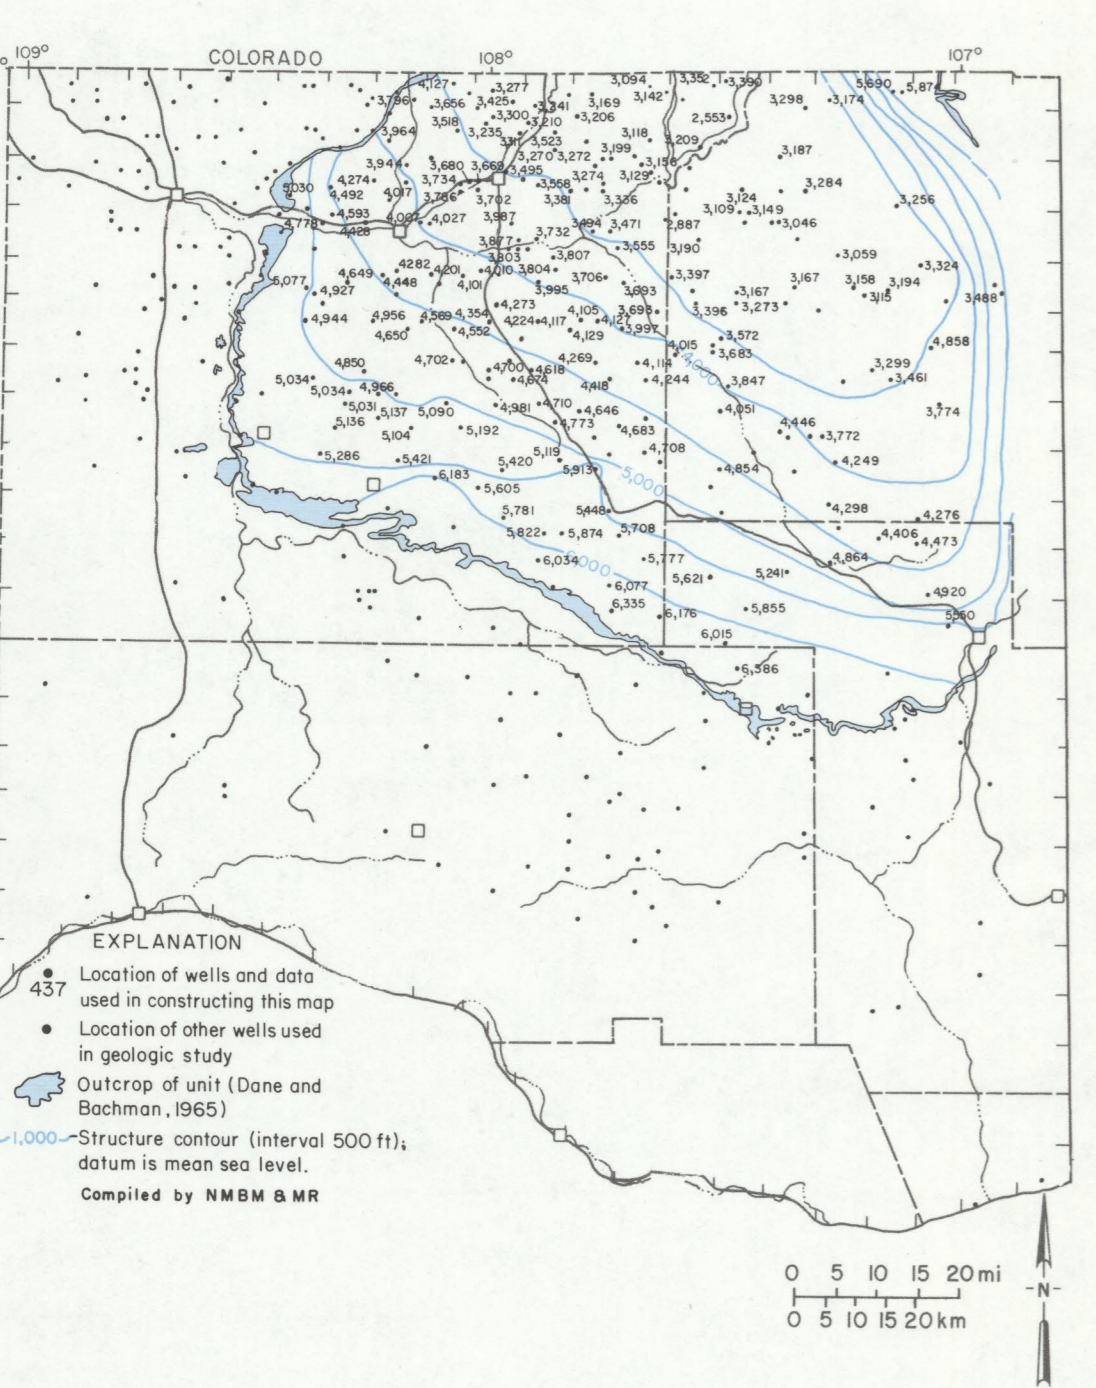 109° COLORADO 108° 107°
4,127 3,277 3,094 3,352 3,390 5,690 5,874
3,796 3,656 3,425 3,241 3,169 3,142 3,298 3,174
3,518 3,300 3,210 3,206 2,553
3,964 3,235 3,523 3,118 3,209
3,270 3,272 3,199 3,187
3,944 3,680 3,669 3,495 3,274 3,129
5,030 4,274 3,734 3,558 3,284
4,492 4,017 3,786 3,702 3,381 3,336 3,124 3,256
4,593 4,007 4,027 3,987 3,494 3,471 2,887 3,109 3,149 3,046
4,778 4,428 3,732
3,877 3,555 3,190
4282 3,803 3,807 3,059
5,077 4,649 4,448 4,201 4,010 3,804 3,706 3,397 3,167 3,158 3,194 3,324
4,927 4,101 3,995 3,693 3,167 3,115 3,488
4,273 3,396 3,273
4,944 4,956 4,569 4,354 4224 4,117 4,105 4,127 3,693
4,650 4,552 4,129 3,997 3,572
4,015 3,683 4,858
4,850 4,702 4,700 4,618 4,269 4,114 4,000 3,299
5,034 4,674 4,418 4,244 3,847 3,461
5,034 4,966
5,031 5,137 5,090 4,981 4,710 4,646 4,051 3,774
5,136 5,104 5,192 4,773 4,683 4,446 3,772
5,286 5,421 5,119 4,708 4,249
6,183 5,420 5,913 5,000 4,854
5,605
5,781 5,448 4,298 4,276
5,822 5,874 5,708 4,406 4,473
6,034 6,000 5,777 4,864
6,077 5,621 5,241
6,335 6,176 5,855 4,920
6,015 5,550
6,386
EXPLANATION
437 Location of wells and data
used in constructing this map
Location of other wells used
in geologic study
Outcrop of unit (Dane and
Bachman, 1965)
1,000 Structure contour (interval 500 ft);
datum is mean sea level.
Compiled by NMBM & MR
0 5 10 15 20 mi
0 5 10 15 20 km
N